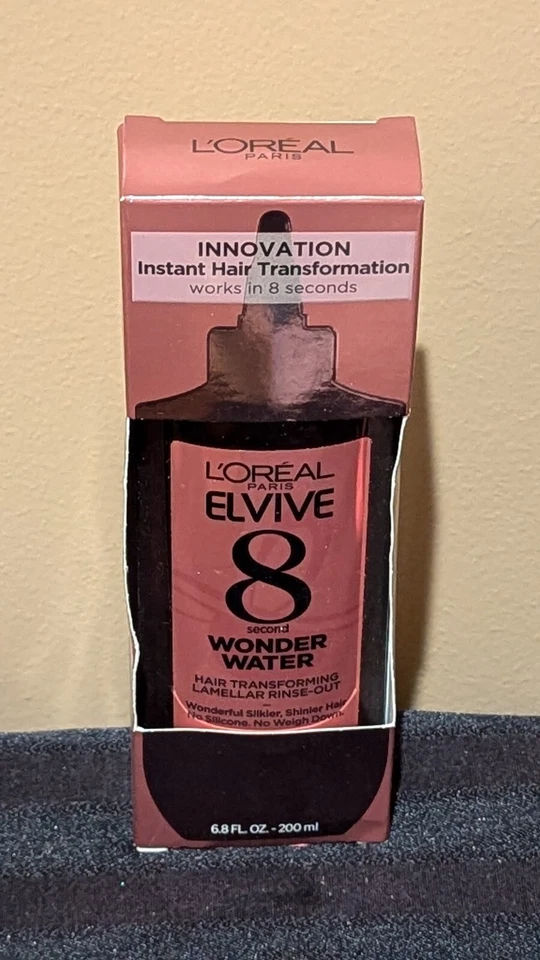 L'ORÉAL
PARIS
INNOVATION
Instant Hair Transformation
works in 8 seconds
L'ORÉAL
PARIS
ELVIVE
8
second
WONDER
WATER
HAIR TRANSFORMING
LAMELLAR RINSE-OUT
Wonderful Silkier, Shinier Hair
No Silicone. No Weigh Down.
6.8 FL. OZ. - 200 ml